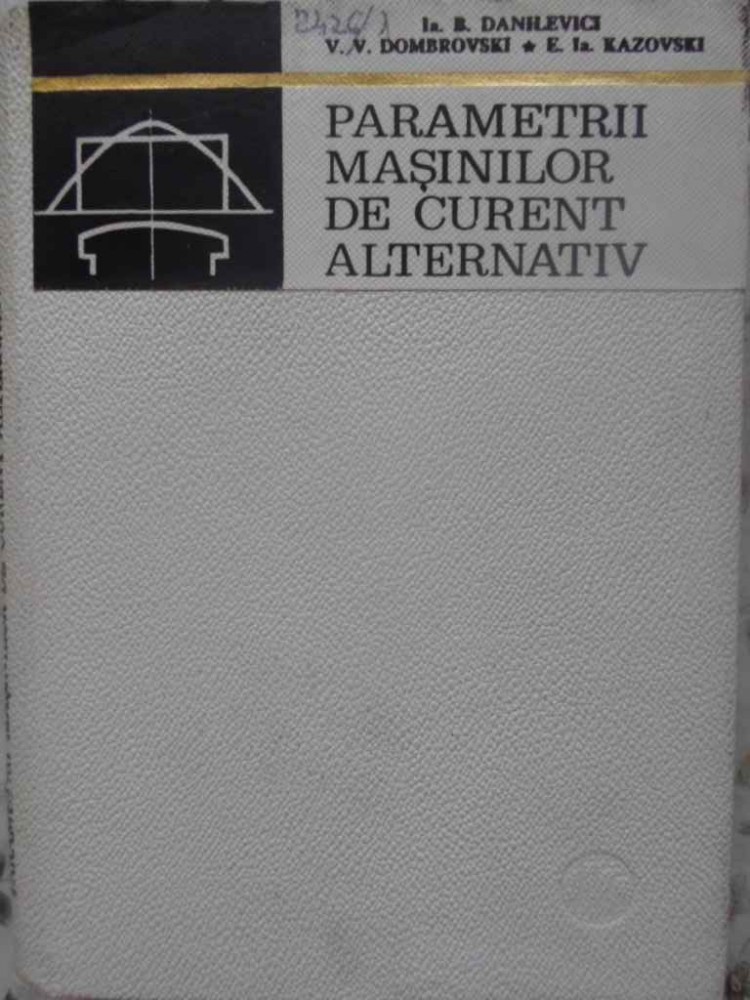 Ia. B. DANILEVICI
V. V. DOMBROVSKI ★ E. Ia. KAZOVSKI
PARAMETRII
MAȘINILOR
DE CURENT
ALTERNATIV